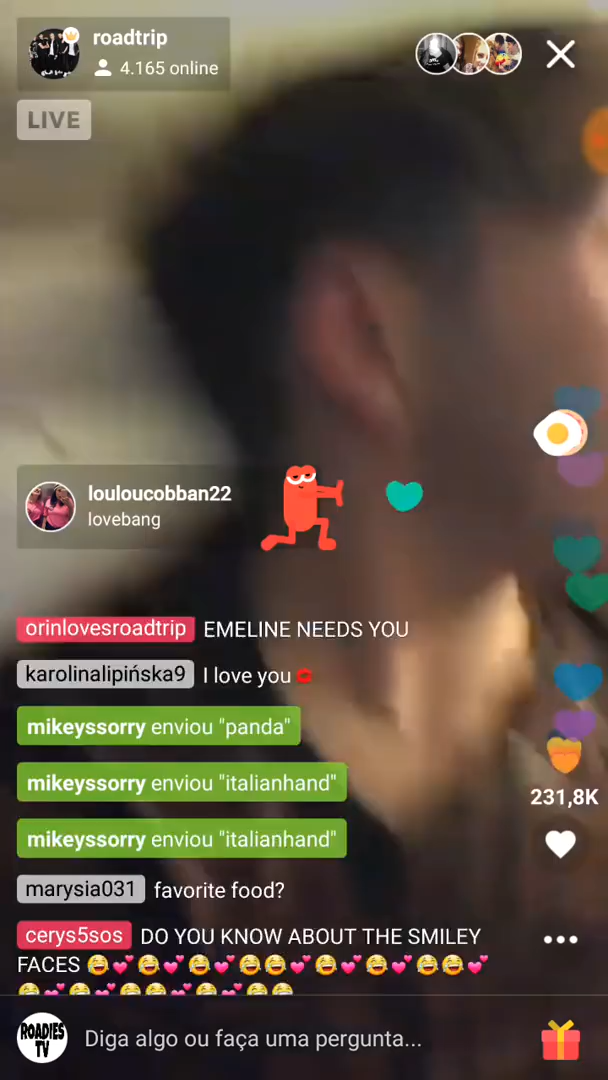 roadtrip
4.165 online
LIVE
louloucobban22
lovebang
orinlovesroadtrip EMELINE NEEDS YOU
karolinalipińska9 I love you💋
mikeyssorry enviou "panda"
mikeyssorry enviou "italianhand"
231,8K
mikeyssorry enviou "italianhand"
marysia031 favorite food?
cerys5sos DO YOU KNOW ABOUT THE SMILEY
FACES 😂💕😂💕😂💕😂😂💕😂💕😂💕😂😂💕
😂💕😂💕😂😂💕😂💕😂😂
ROADIES
TV
Diga algo ou faça uma pergunta...